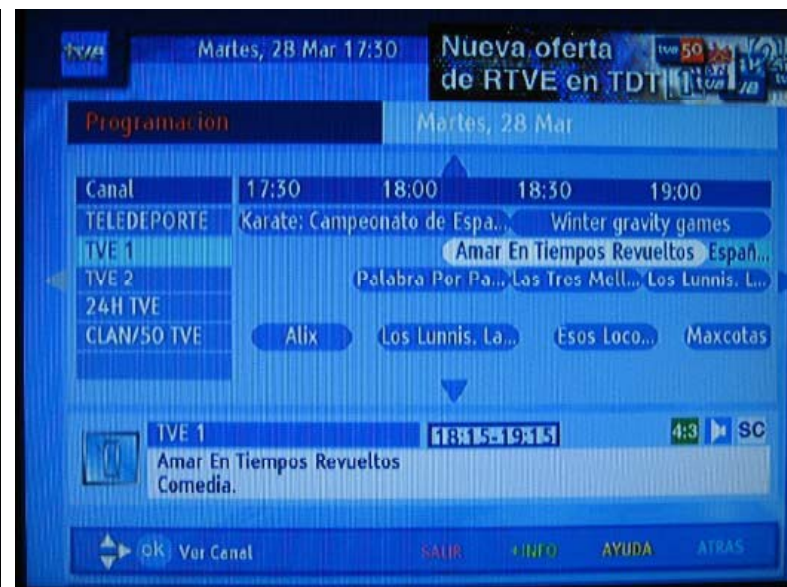 tve
Martes, 28 Mar 17:30
Nueva oferta
de RTVE en TDT
tve 50
Programación
Martes, 28 Mar
Canal 17:30 18:00 18:30 19:00
TELEDEPORTE Karate: Campeonato de Espa... Winter gravity games
TVE 1 Amar En Tiempos Revueltos Españ...
TVE 2 Palabra Por Pa... Las Tres Mell... Los Lunnis. L...
24H TVE
CLAN/50 TVE Alix Los Lunnis. La... Esos Loco... Maxcotas
TVE 1 18:15-19:15 4:3 SC
Amar En Tiempos Revueltos
Comedia.
ok Ver Canal SALIR +INFO AYUDA ATRAS